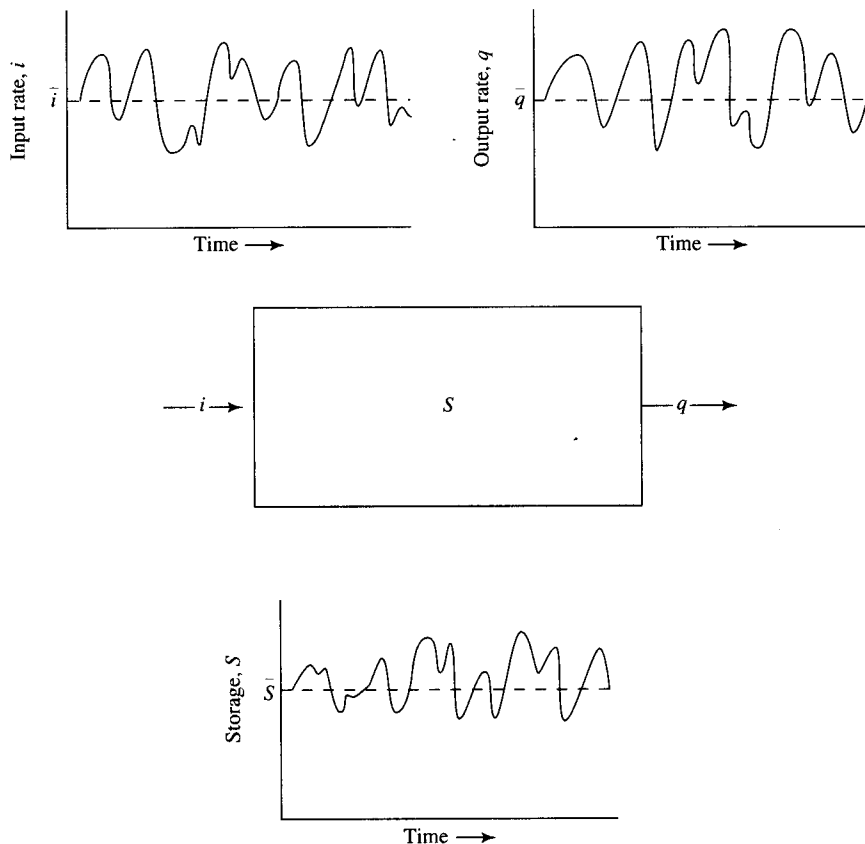 Input rate, i
i̅
Time
Output rate, q
q̅
Time
i
S
q
Storage, S
S̅
Time